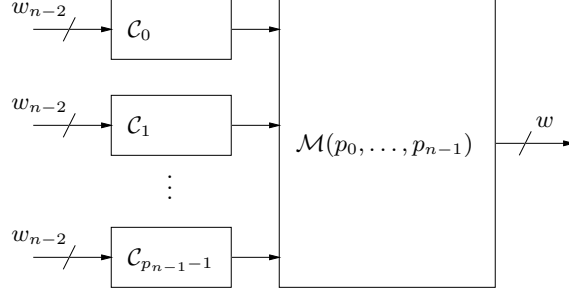 w_{n-2} C_0
w_{n-2} C_1 w
M(p_0, ..., p_{n-1})
⋮
w_{n-2} C_{p_{n-1}-1}